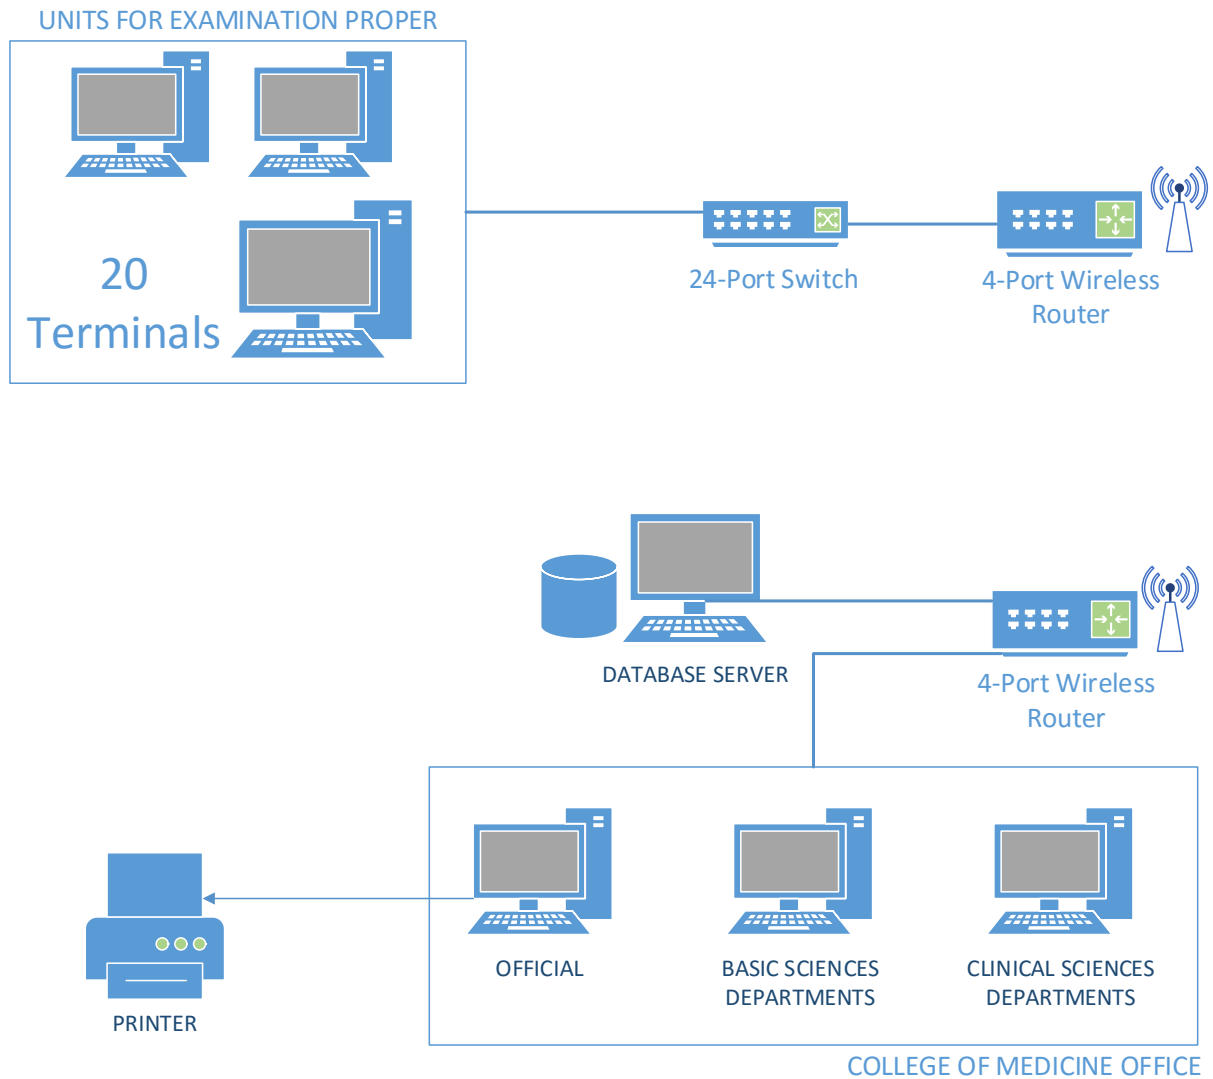 UNITS FOR EXAMINATION PROPER
20
Terminals
24-Port Switch
4-Port Wireless
Router
DATABASE SERVER
4-Port Wireless
Router
OFFICIAL
BASIC SCIENCES
DEPARTMENTS
CLINICAL SCIENCES
DEPARTMENTS
PRINTER
COLLEGE OF MEDICINE OFFICE